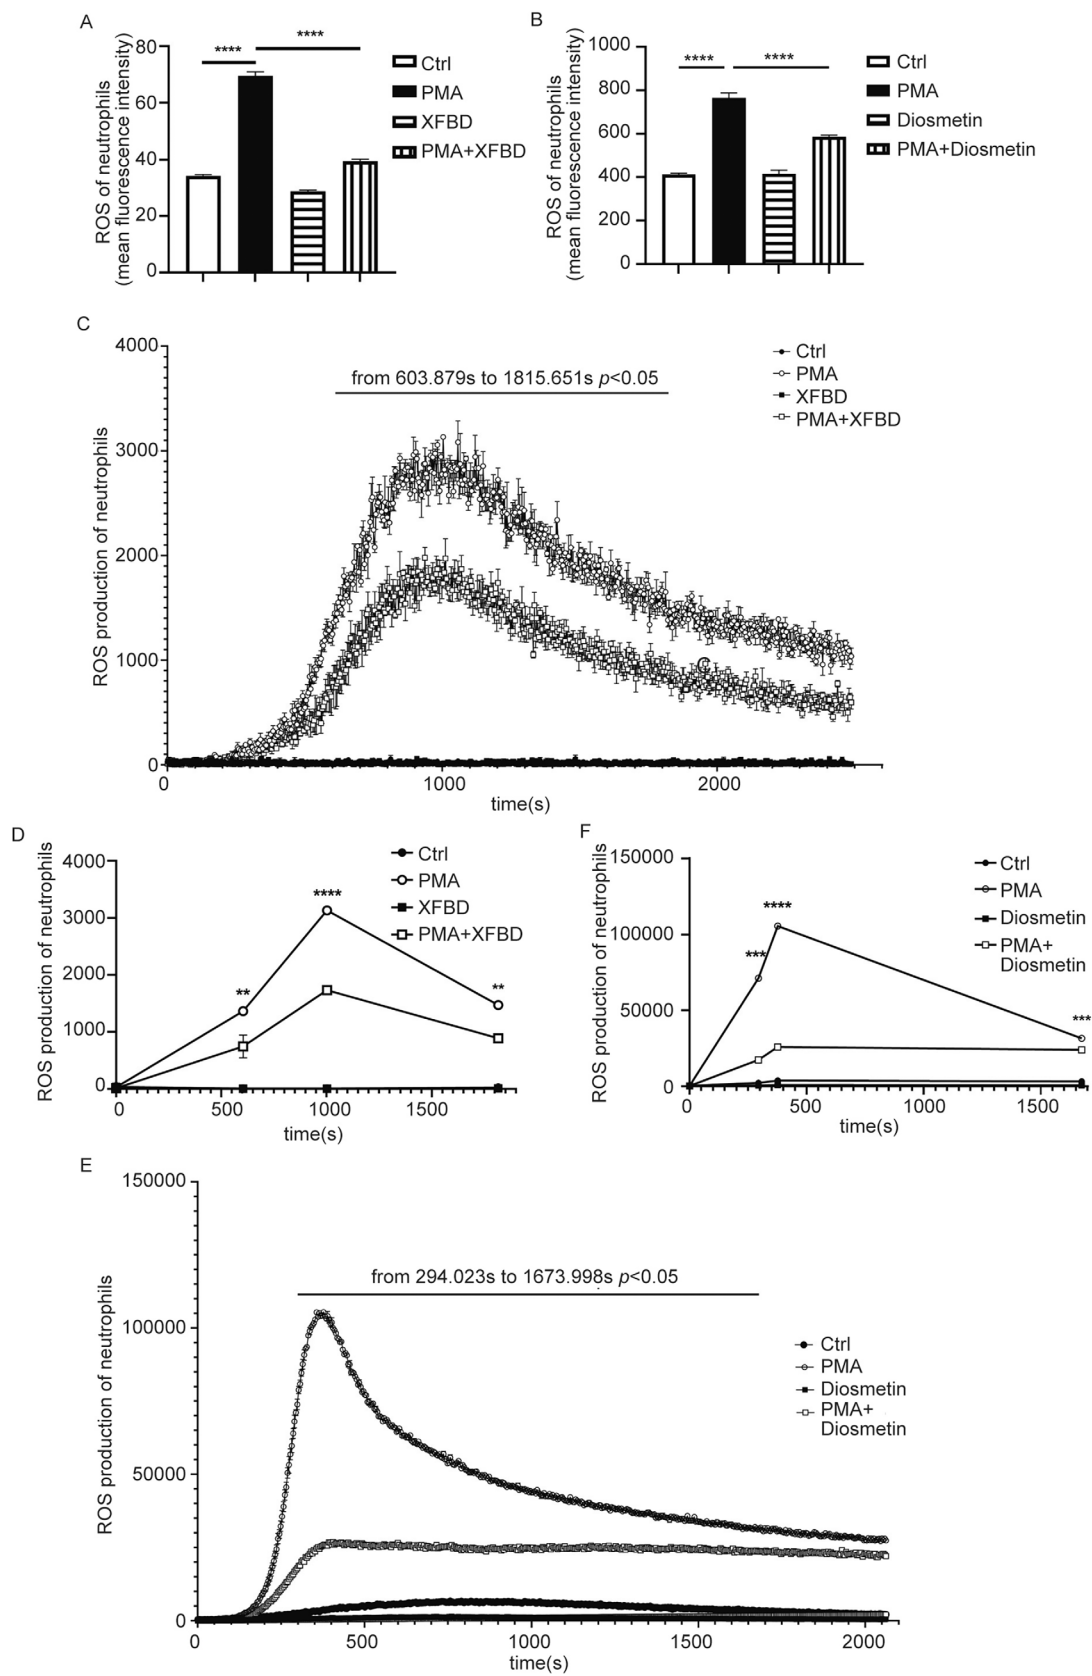 A
ROS of neutrophils
(mean fluorescence intensity)
80
60
40
20
0
****
****
Ctrl
PMA
XFBD
PMA+XFBD
B
ROS of neutrophils
(mean fluorescence intensity)
1000
800
600
400
200
0
****
****
Ctrl
PMA
Diosmetin
PMA+Diosmetin
C
ROS production of neutrophils
4000
3000
2000
1000
0
from 603.879s to 1815.651s p<0.05
Ctrl
PMA
XFBD
PMA+XFBD
C
0
1000
2000
time(s)
D
ROS production of neutrophils
4000
3000
2000
1000
0
**
****
**
Ctrl
PMA
XFBD
PMA+XFBD
0
500
1000
1500
time(s)
F
ROS production of neutrophils
150000
100000
50000
0
***
****
***
Ctrl
PMA
Diosmetin
PMA+
Diosmetin
0
500
1000
1500
time(s)
E
ROS production of neutrophils
150000
100000
50000
0
from 294.023s to 1673.998s p<0.05
Ctrl
PMA
Diosmetin
PMA+
Diosmetin
0
500
1000
1500
2000
time(s)